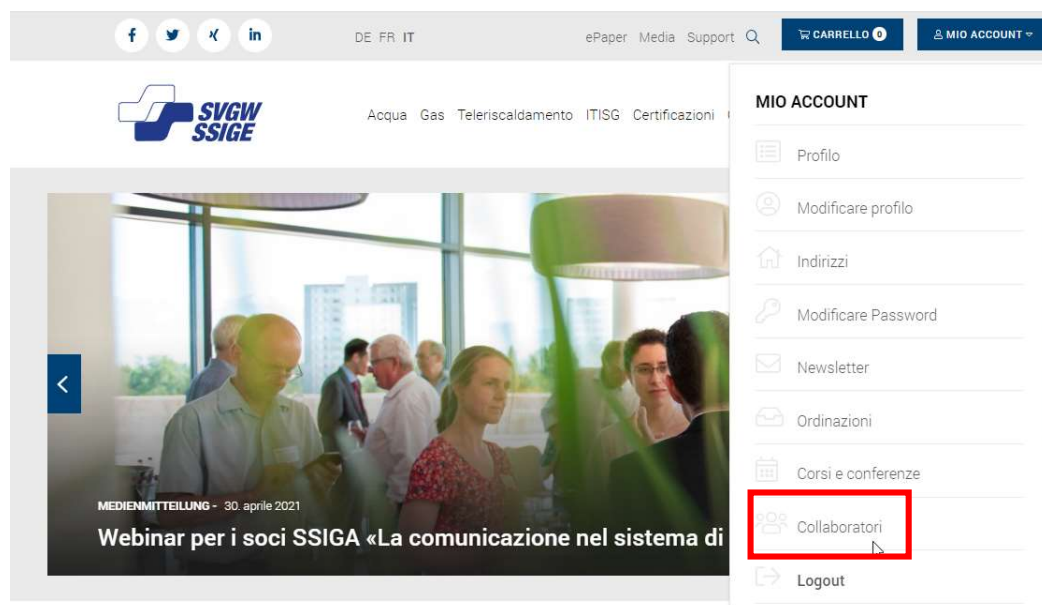 DE FR IT
ePaper Media Support
CARRELLO 0
MIO ACCOUNT
SVGW
SSIGE
Acqua Gas Teleriscaldamento ITISG Certificazioni
MIO ACCOUNT
Profilo
Modificare profilo
Indirizzi
Modificare Password
Newsletter
Ordinazioni
Corsi e conferenze
Collaboratori
Logout
MEDIENMITTEILUNG - 30. aprile 2021
Webinar per i soci SSIGA «La comunicazione nel sistema di